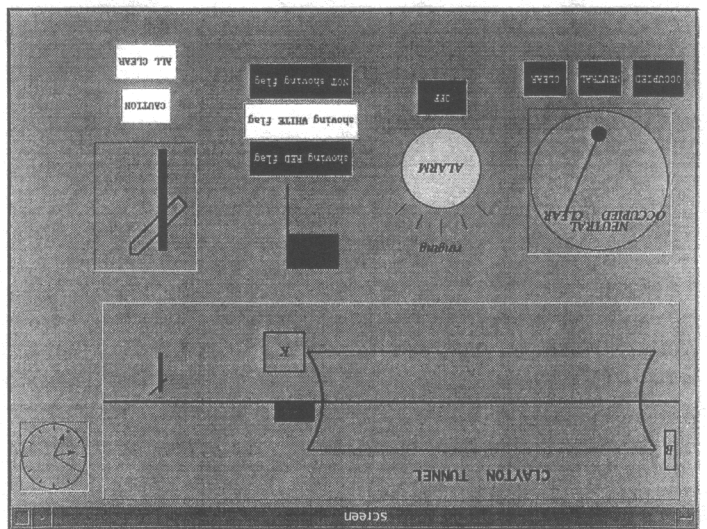 screen
CLAYTON TUNNEL
B
K
NEUTRAL
OCCUPIED CLEAR
OCCUPIED
NEUTRAL
CLEAR
ringing
ALARM
OFF
showing RED flag
showing WHITE flag
NOT showing flag
CAUTION
ALL CLEAR